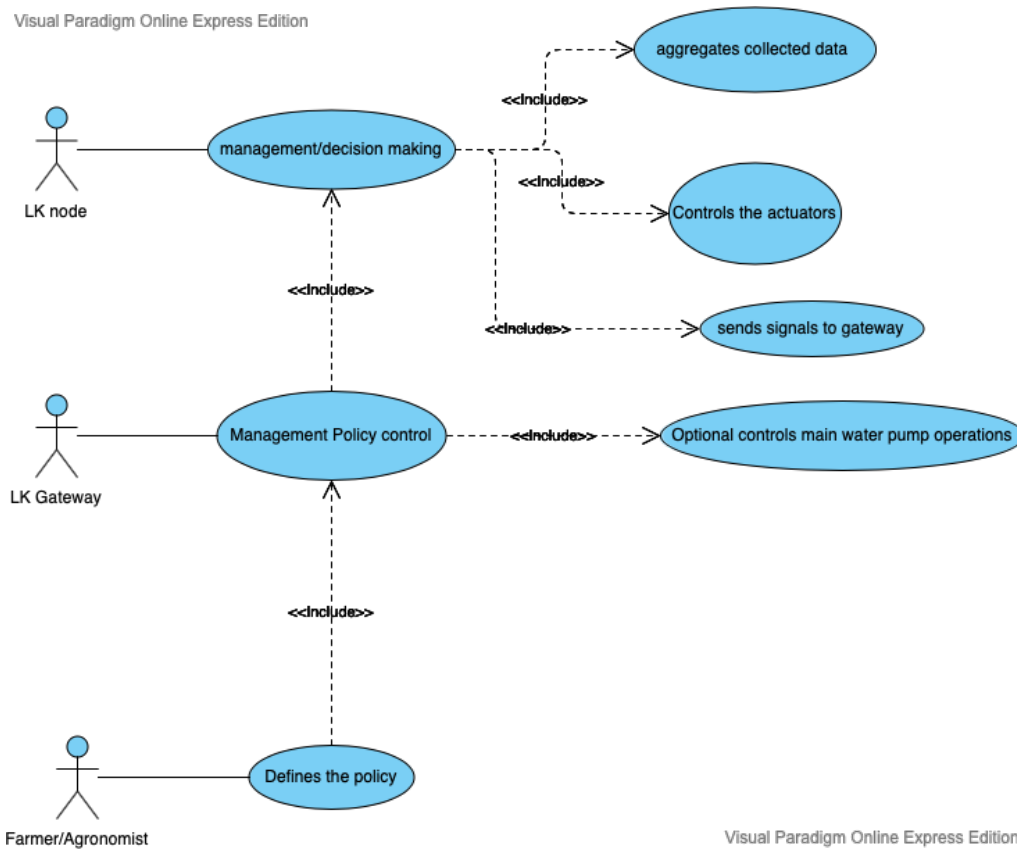 Visual Paradigm Online Express Edition
aggregates collected data
<<Include>>
management/decision making
<<Include>>
LK node
Controls the actuators
<<Include>>
<<Include>>
sends signals to gateway
Management Policy control
<<Include>>
Optional controls main water pump operations
LK Gateway
<<Include>>
Defines the policy
Farmer/Agronomist
Visual Paradigm Online Express Edition